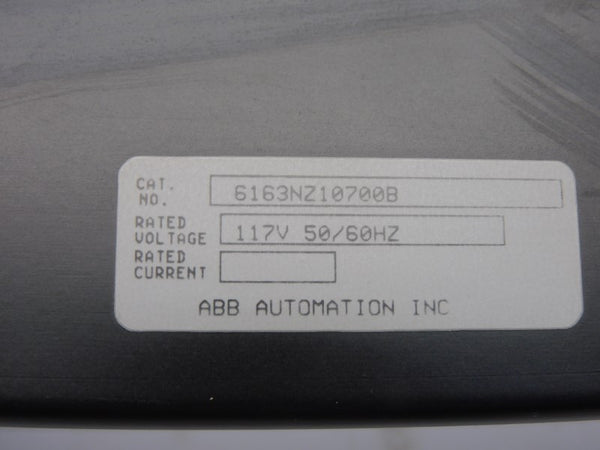 CAT. NO. 6163NZ10700B
RATED VOLTAGE 117V 50/60HZ
RATED CURRENT
ABB AUTOMATION INC